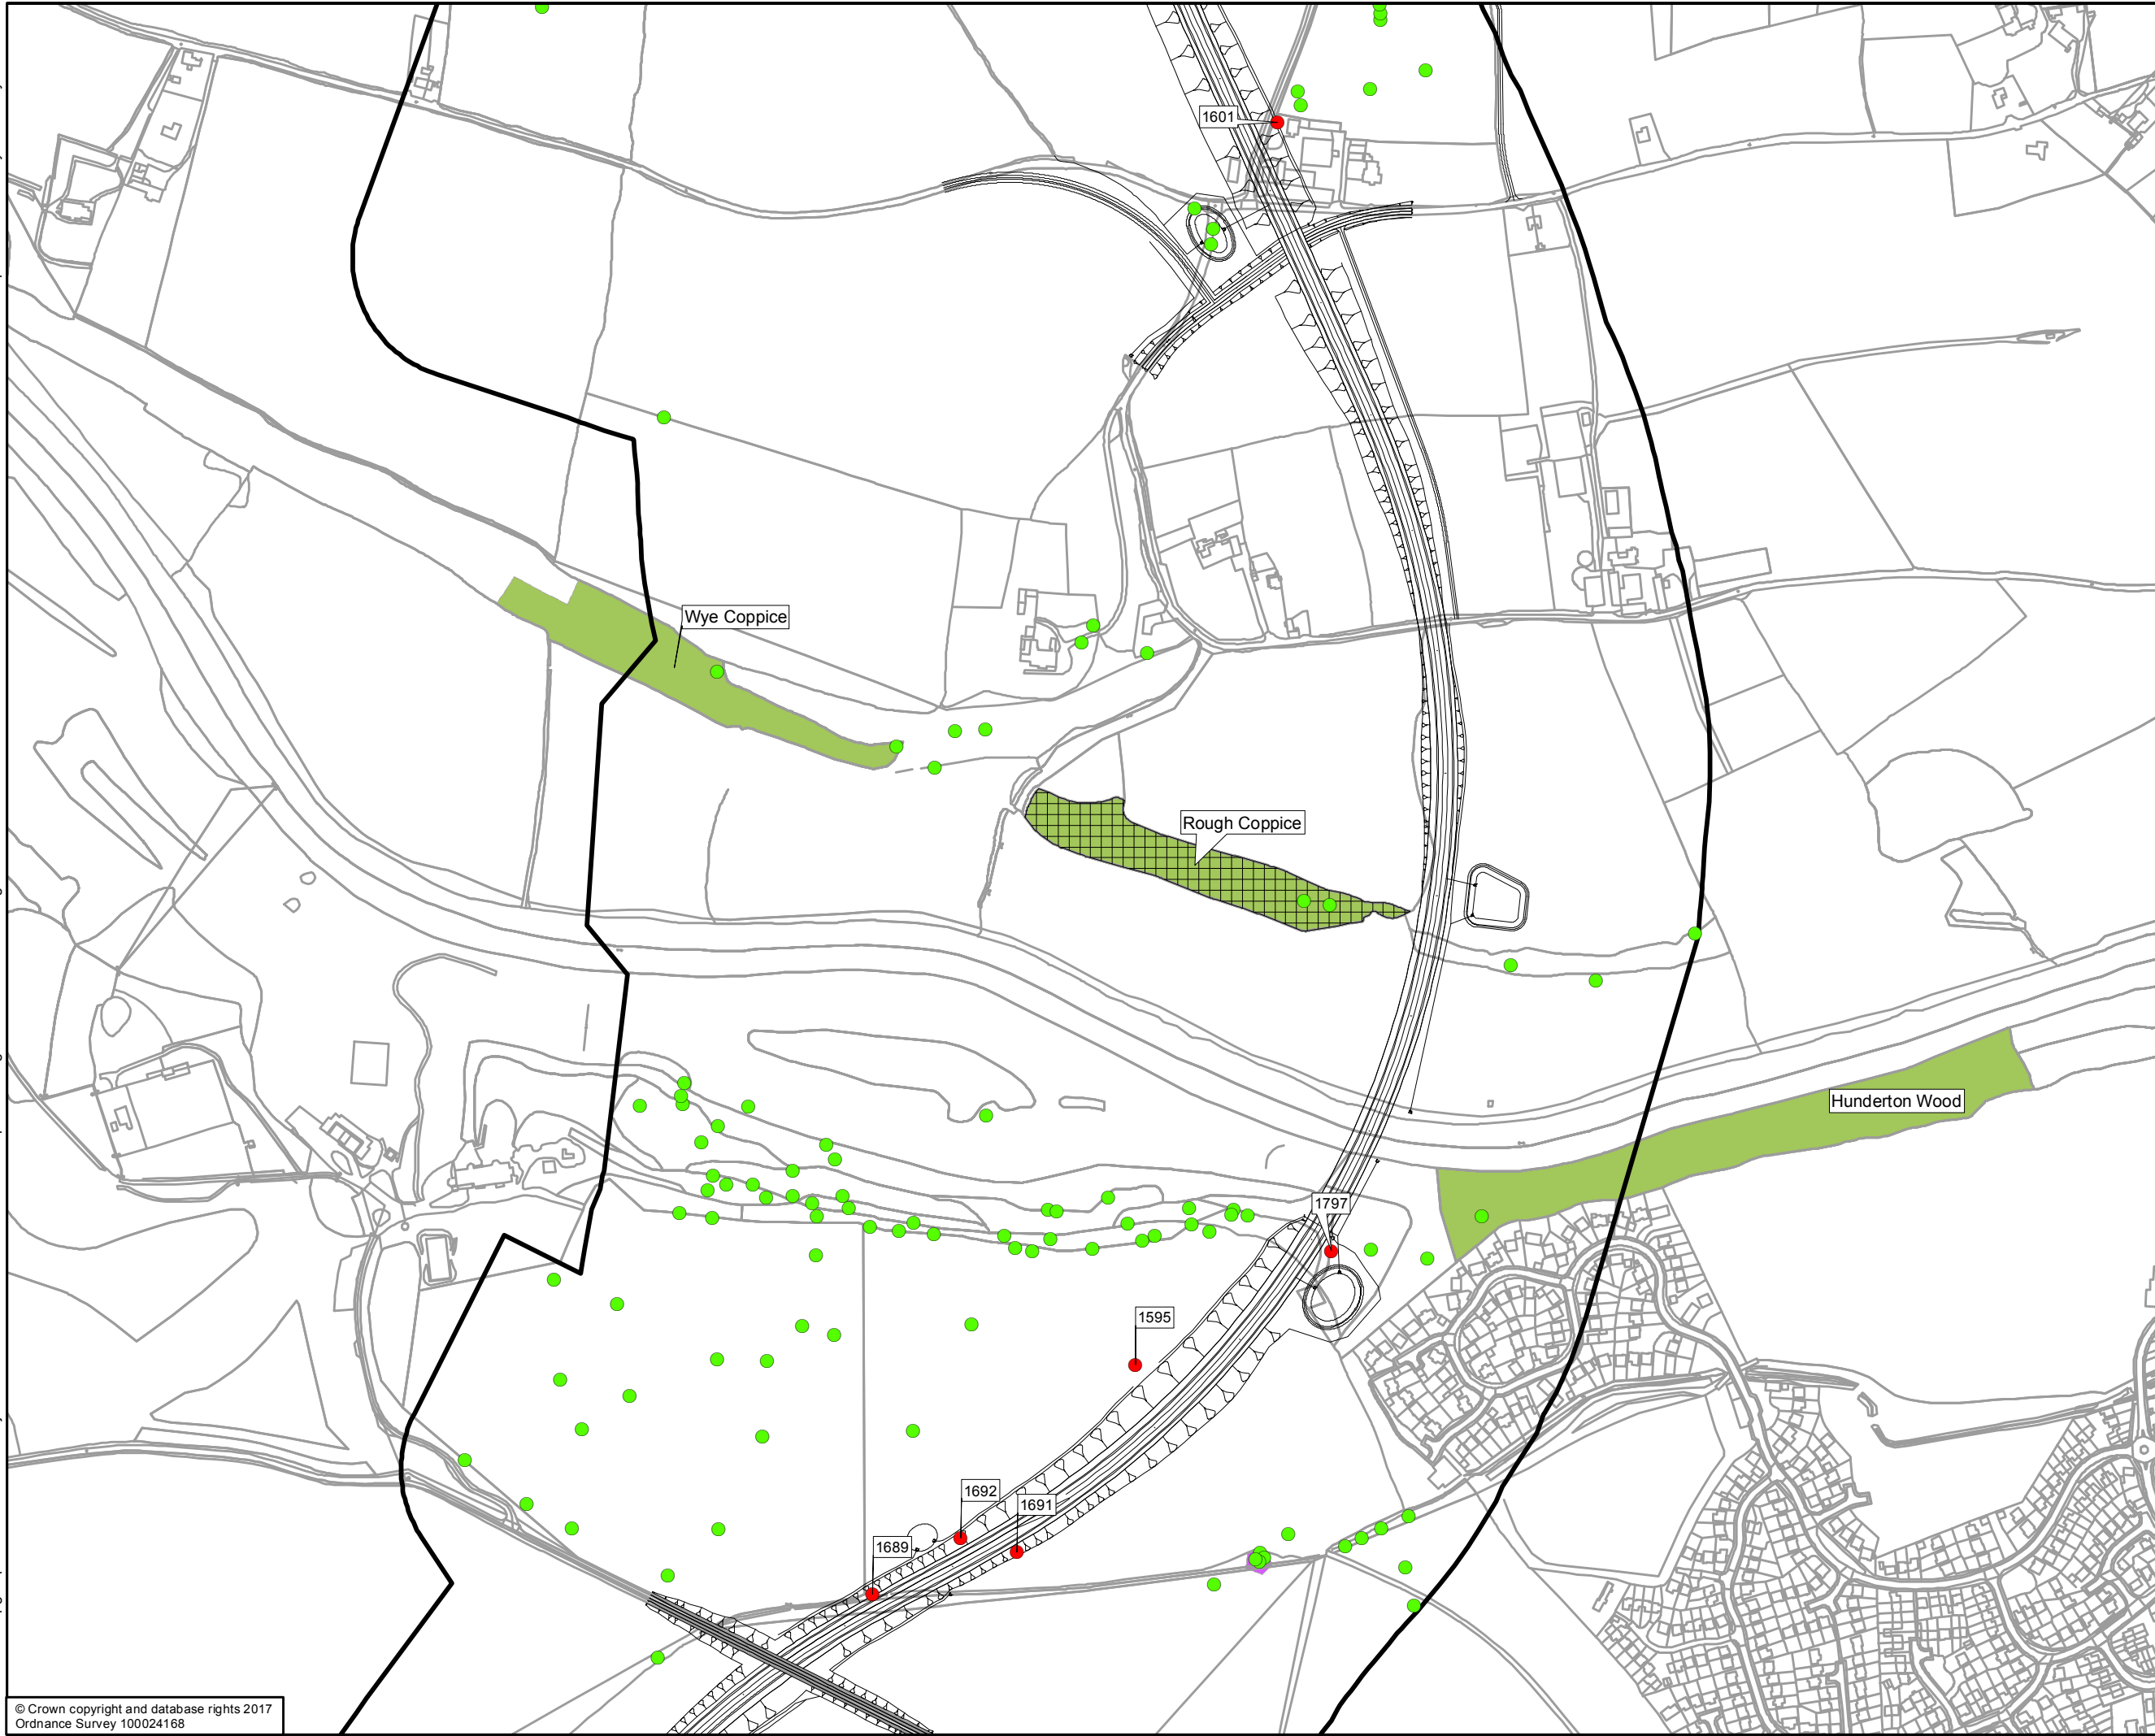 1601
Wye Coppice
Rough Coppice
Hunderton Wood
1797
1595
1692
1691
1689
© Crown copyright and database rights 2017
Ordnance Survey 100024168